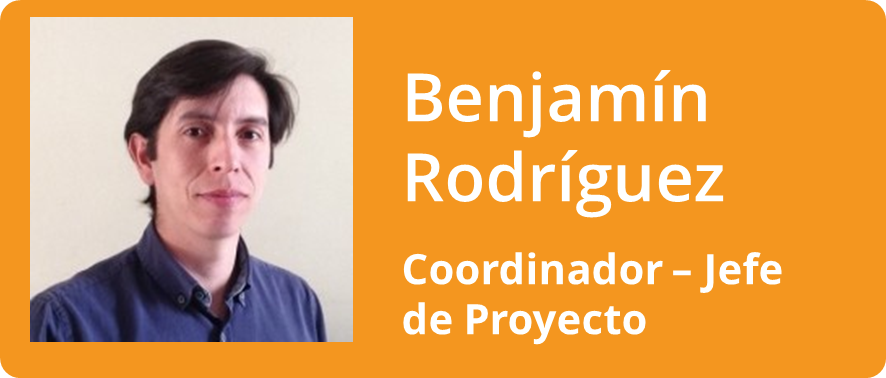 Benjamín
Rodríguez
Coordinador – Jefe
de Proyecto